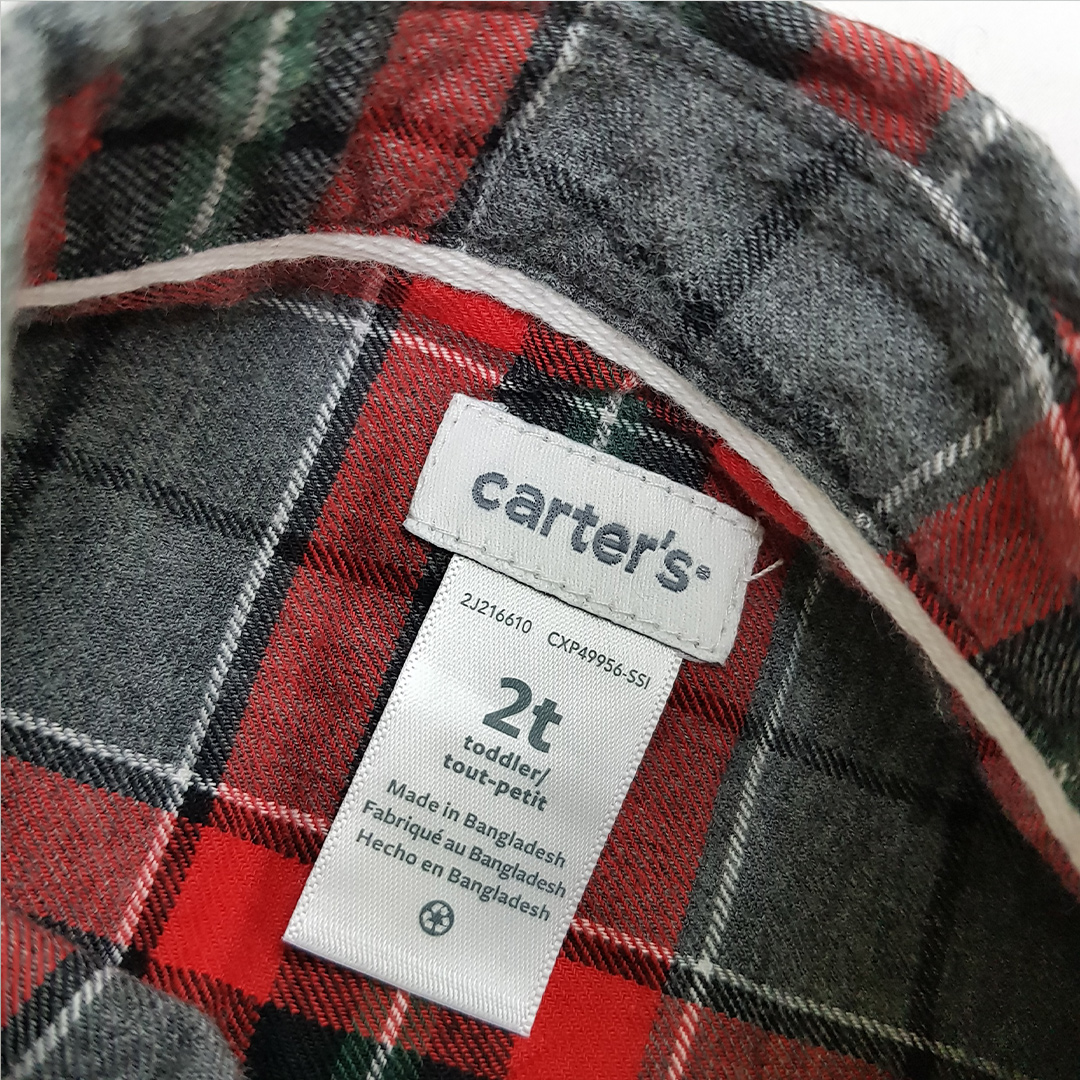 carter's®
2J216610 CXP49956-SSI
2t
toddler/
tout-petit
Made in Bangladesh
Fabriqué au Bangladesh
Hecho en Bangladesh